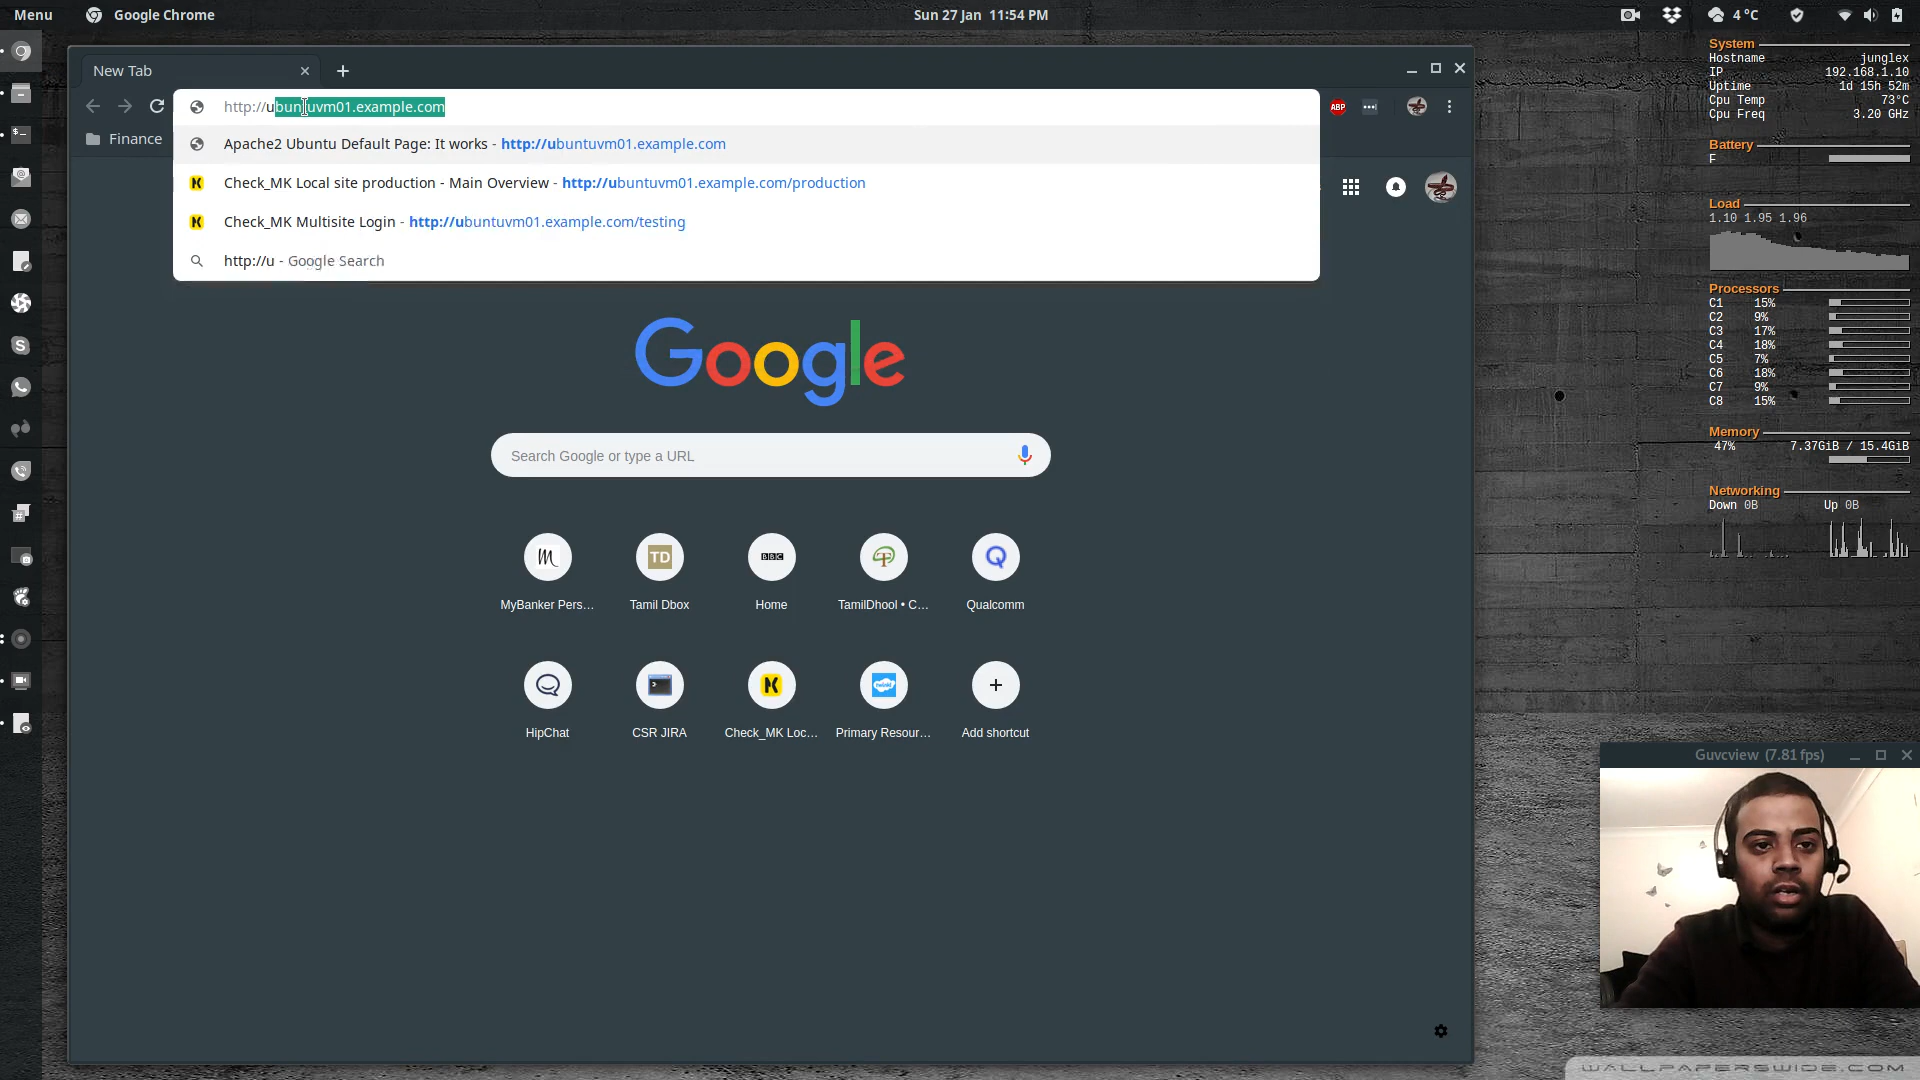 Menu Google Chrome Sun 27 Jan 11:54 PM 4 °C
New Tab
http://ubuntuvm01.example.com ABP
Finance
Apache2 Ubuntu Default Page: It works - http://ubuntuvm01.example.com
Check_MK Local site production - Main Overview - http://ubuntuvm01.example.com/production
Check_MK Multisite Login - http://ubuntuvm01.example.com/testing
http://u - Google Search
Google
Search Google or type a URL
TD BBC
MyBanker Pers... Tamil Dbox Home TamilDhool • C... Qualcomm
HipChat CSR JIRA Check_MK Loc... Primary Resour... Add shortcut
System
Hostname junglex
IP 192.168.1.10
Uptime 1d 15h 52m
Cpu Temp 73°C
Cpu Freq 3.20 GHz
Battery
F
Load
1.10 1.95 1.96
Processors
C1 15%
C2 9%
C3 17%
C4 18%
C5 7%
C6 18%
C7 9%
C8 15%
Memory
47% 7.37GiB / 15.4GiB
Networking
Down 0B Up 0B
Guvcview (7.81 fps)
WALLPAPERSWIDE.COM